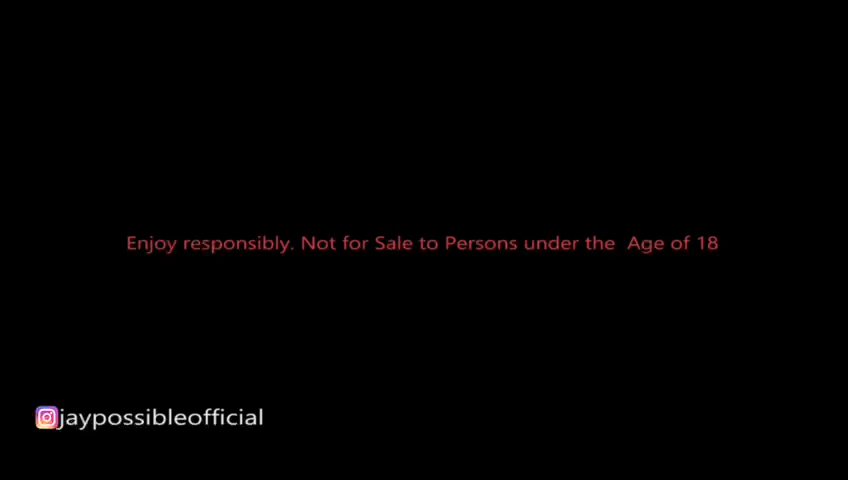 Enjoy responsibly. Not for Sale to Persons under the  Age of 18
jaypossibleofficial